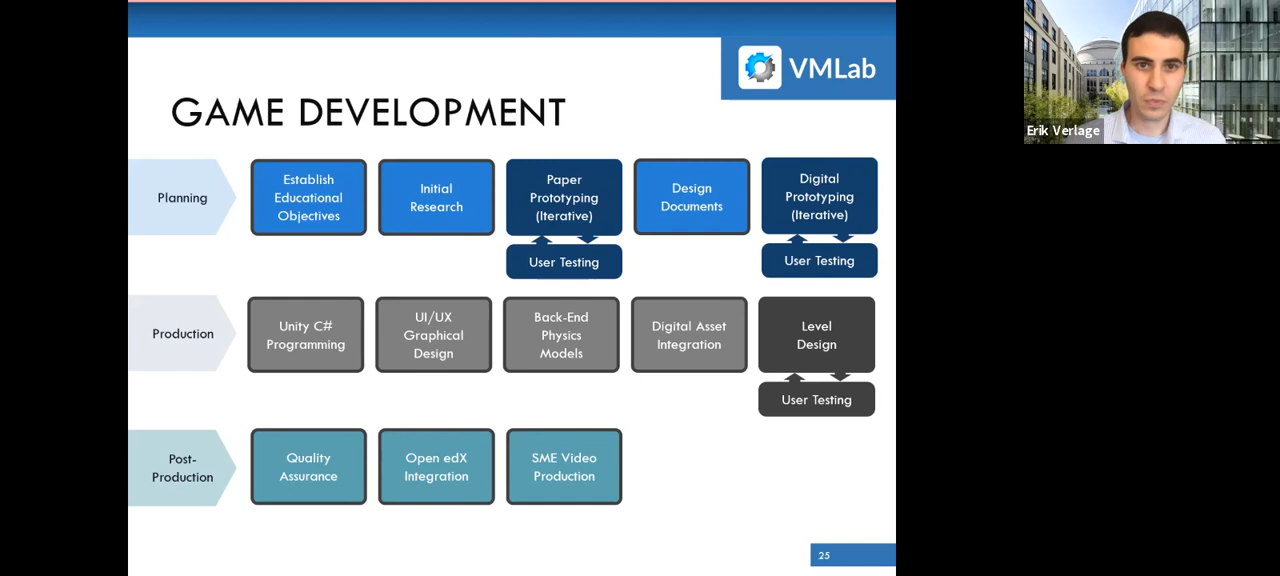 VMLab
GAME DEVELOPMENT
Planning
Establish
Educational
Objectives
Initial
Research
Paper
Prototyping
(Iterative)
User Testing
Design
Documents
Digital
Prototyping
(Iterative)
User Testing
Production
Unity C#
Programming
UI/UX
Graphical
Design
Back-End
Physics
Models
Digital Asset
Integration
Level
Design
User Testing
Post-
Production
Quality
Assurance
Open edX
Integration
SME Video
Production
25
Erik Verlage